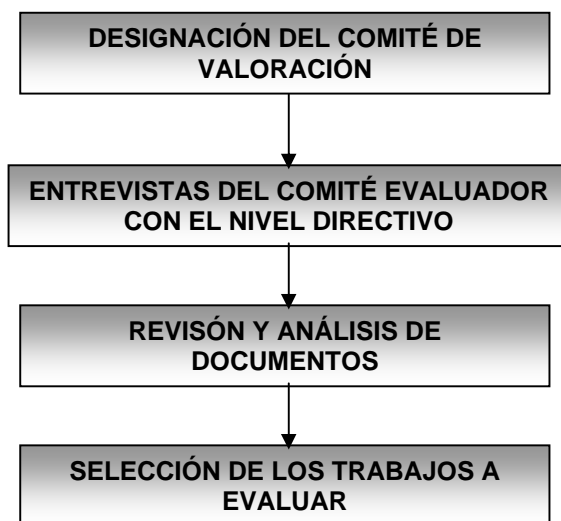 DESIGNACIÓN DEL COMITÉ DE
VALORACIÓN
ENTREVISTAS DEL COMITÉ EVALUADOR
CON EL NIVEL DIRECTIVO
REVISÓN Y ANÁLISIS DE
DOCUMENTOS
SELECCIÓN DE LOS TRABAJOS A
EVALUAR